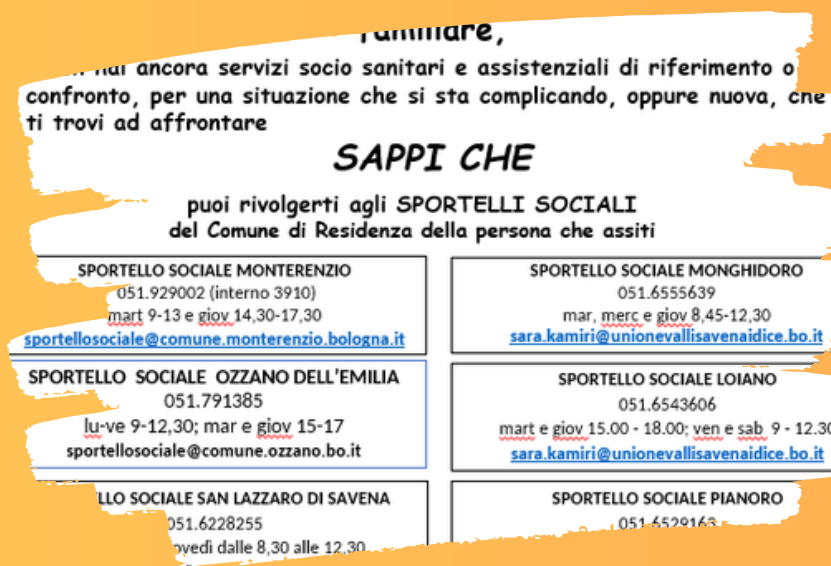 familiare,
hai ancora servizi socio sanitari e assistenziali di riferimento o
confronto, per una situazione che si sta complicando, oppure nuova, che
ti trovi ad affrontare
SAPPI CHE
puoi rivolgerti agli SPORTELLI SOCIALI
del Comune di Residenza della persona che assiti
SPORTELLO SOCIALE MONTERENZIO
051.929002 (interno 3910)
mart 9-13 e giov 14,30-17,30
sportellosociale@comune.monterenzio.bologna.it
SPORTELLO SOCIALE MONGHIDORO
051.6555639
mar, merc e giov 8,45-12,30
sara.kamiri@unionevallisavenaidice.bo.it
SPORTELLO SOCIALE OZZANO DELL'EMILIA
051.791385
lu-ve 9-12,30; mar e giov 15-17
sportellosociale@comune.ozzano.bo.it
SPORTELLO SOCIALE LOIANO
051.6543606
mart e giov 15.00 - 18.00; ven e sab 9 - 12.30
sara.kamiri@unionevallisavenaidice.bo.it
LLO SOCIALE SAN LAZZARO DI SAVENA
051.6228255
ovedì dalle 8,30 alle 12,30
SPORTELLO SOCIALE PIANORO
051.6529163